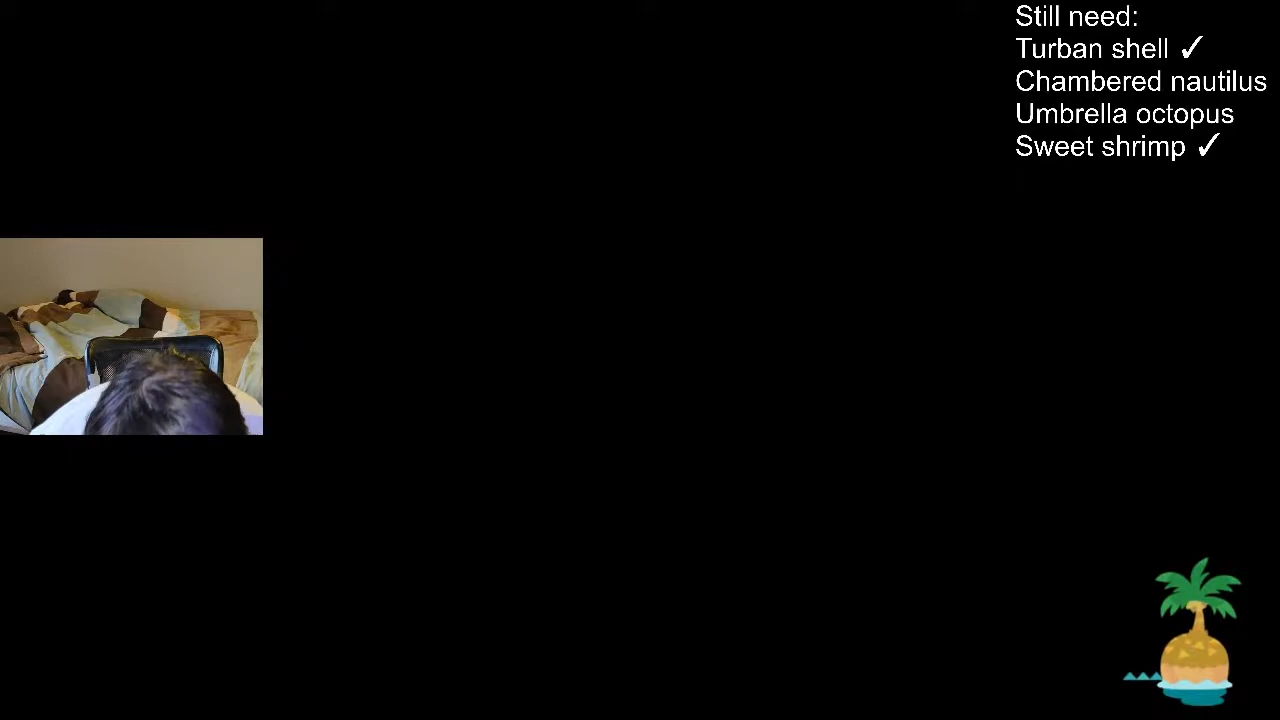 Still need:
Turban shell ✓
Chambered nautilus
Umbrella octopus
Sweet shrimp ✓